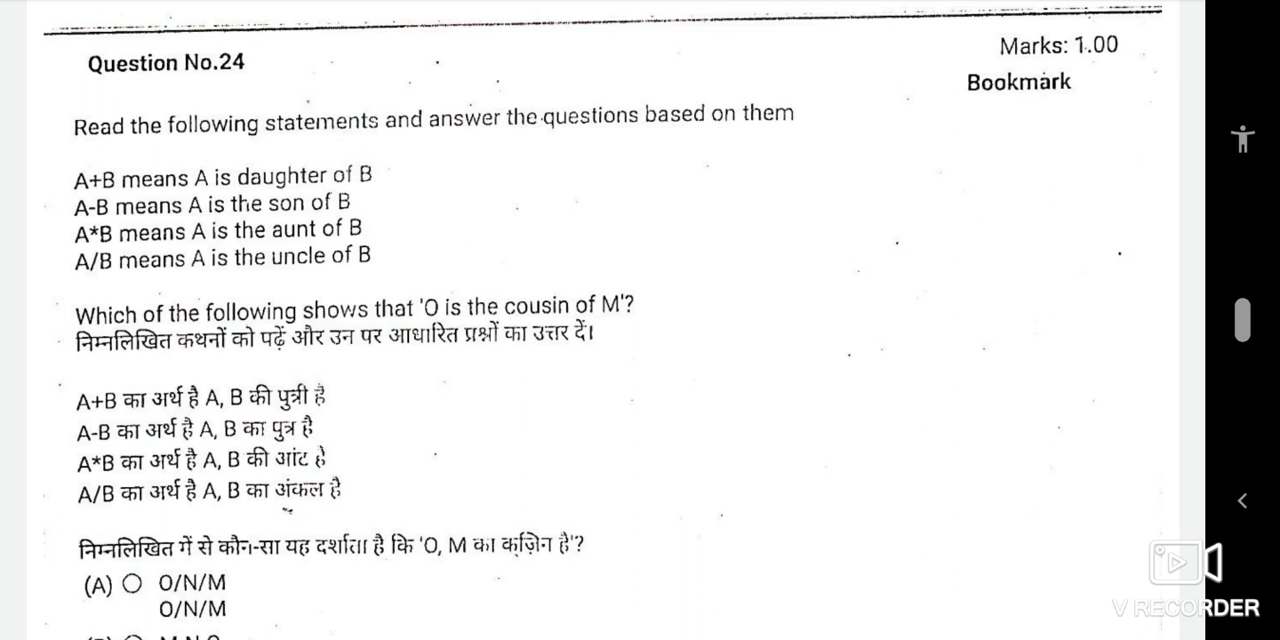 Question No.24
Marks: 1.00
Bookmark
Read the following statements and answer the questions based on them
A+B means A is daughter of B
A-B means A is the son of B
A*B means A is the aunt of B
A/B means A is the uncle of B
Which of the following shows that 'O is the cousin of M'?
निम्नलिखित कथनों को पढ़ें और उन पर आधारित प्रश्नों का उत्तर दें।
A+B का अर्थ है A, B की पुत्री है
A-B का अर्थ है A, B का पुत्र है
A*B का अर्थ है A, B की आंट है
A/B का अर्थ है A, B का अंकल है
निम्नलिखित में से कौन-सा यह दर्शाता है कि 'O, M का कज़िन है'?
(A) O/N/M
O/N/M
V RECORDER